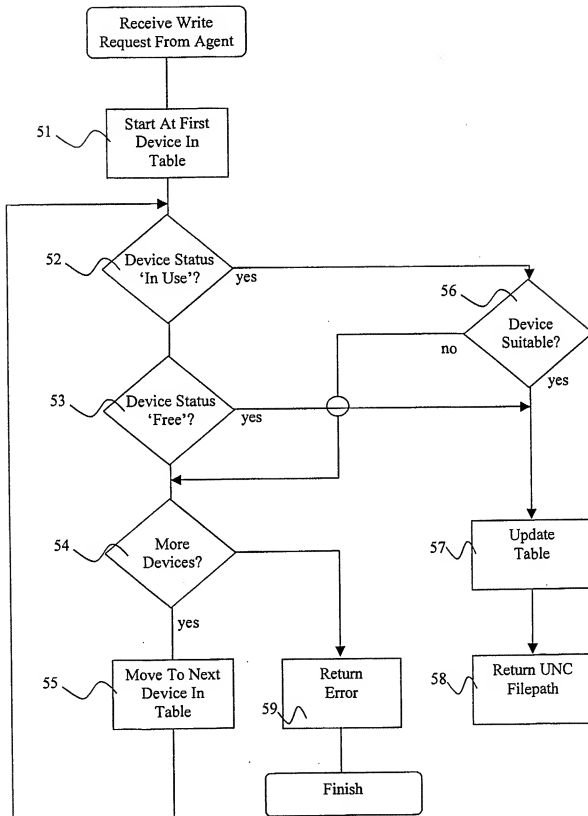 Receive Write
Request From Agent
51
Start At First
Device In
Table
52
Device Status
‘In Use’?
yes
56
Device
Suitable?
no
yes
53
Device Status
‘Free’?
yes
54
More
Devices?
yes
57
Update
Table
55
Move To Next
Device In
Table
59
Return
Error
58
Return UNC
Filepath
Finish